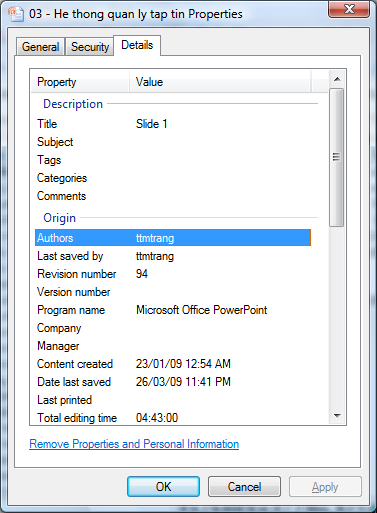 03 - He thong quan ly tap tin Properties
General Security Details
Property Value
Description
Title Slide 1
Subject
Tags
Categories
Comments
Origin
Authors ttmtrang
Last saved by ttmtrang
Revision number 94
Version number
Program name Microsoft Office PowerPoint
Company
Manager
Content created 23/01/09 12:54 AM
Date last saved 26/03/09 11:41 PM
Last printed
Total editing time 04:43:00
Remove Properties and Personal Information
OK Cancel Apply